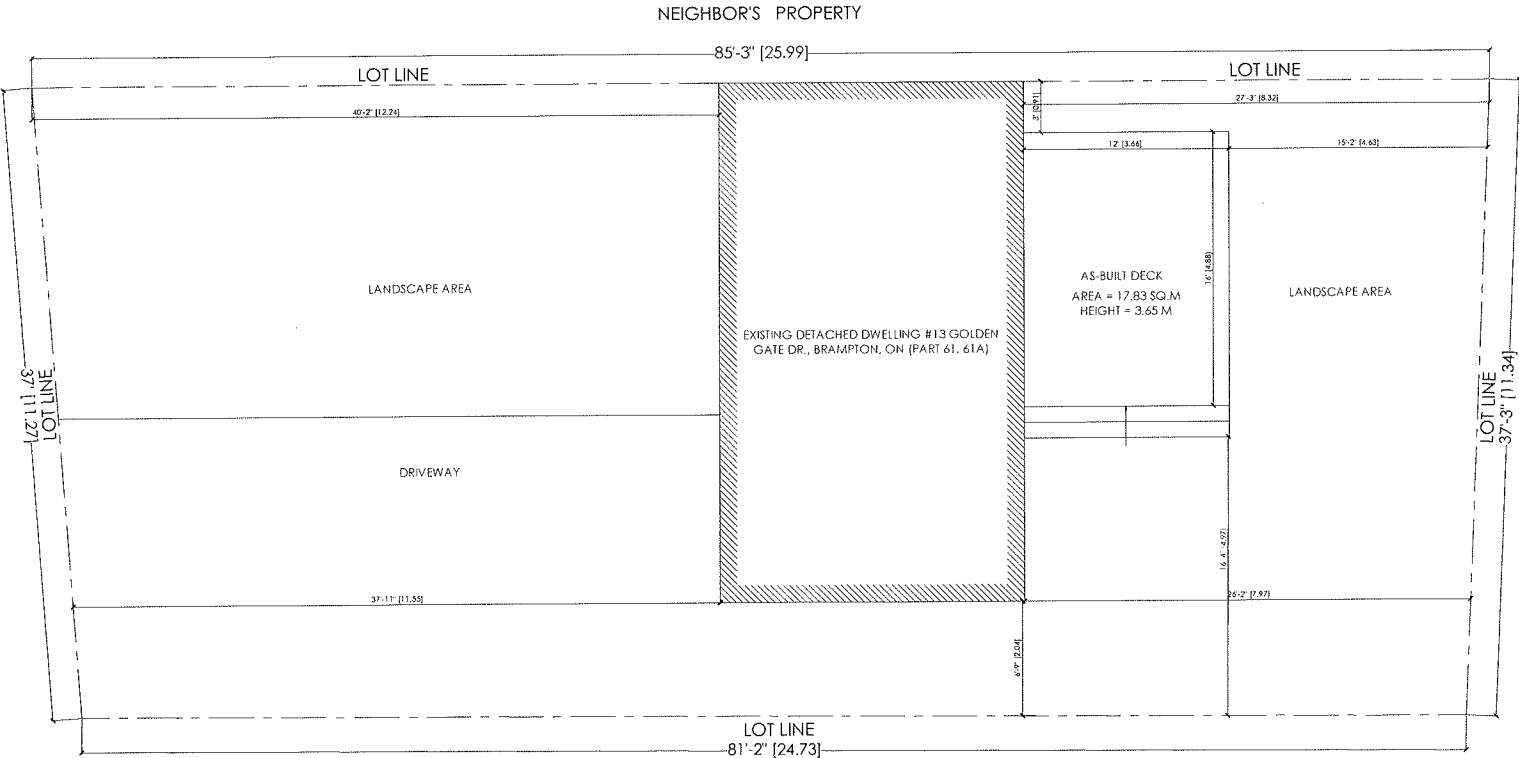 NEIGHBOR'S PROPERTY
85'-3" [25.99]
LOT LINE
LOT LINE
40'-2" [12.24]
3' [0.91]
27'-3" [8.32]
12' [3.66]
15'-2" [4.63]
16' [4.88]
LANDSCAPE AREA
AS-BUILT DECK
AREA = 17.83 SQ.M
HEIGHT = 3.65 M
LANDSCAPE AREA
EXISTING DETACHED DWELLING #13 GOLDEN
GATE DR., BRAMPTON, ON (PART 61, 61A)
37' [11.27]
LOT LINE
LOT LINE
37'-3" [11.34]
DRIVEWAY
16'-4" [4.97]
37'-11" [11.55]
26'-2" [7.97]
6'-9" [2.04]
LOT LINE
81'-2" [24.73]